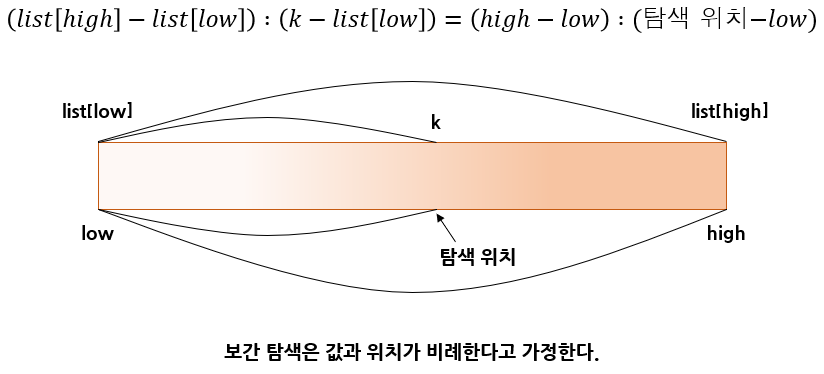 (list[high] − list[low]) : (k − list[low]) = (high − low) : (탐색 위치−low)
list[low]
k
list[high]
low
high
탐색 위치
보간 탐색은 값과 위치가 비례한다고 가정한다.